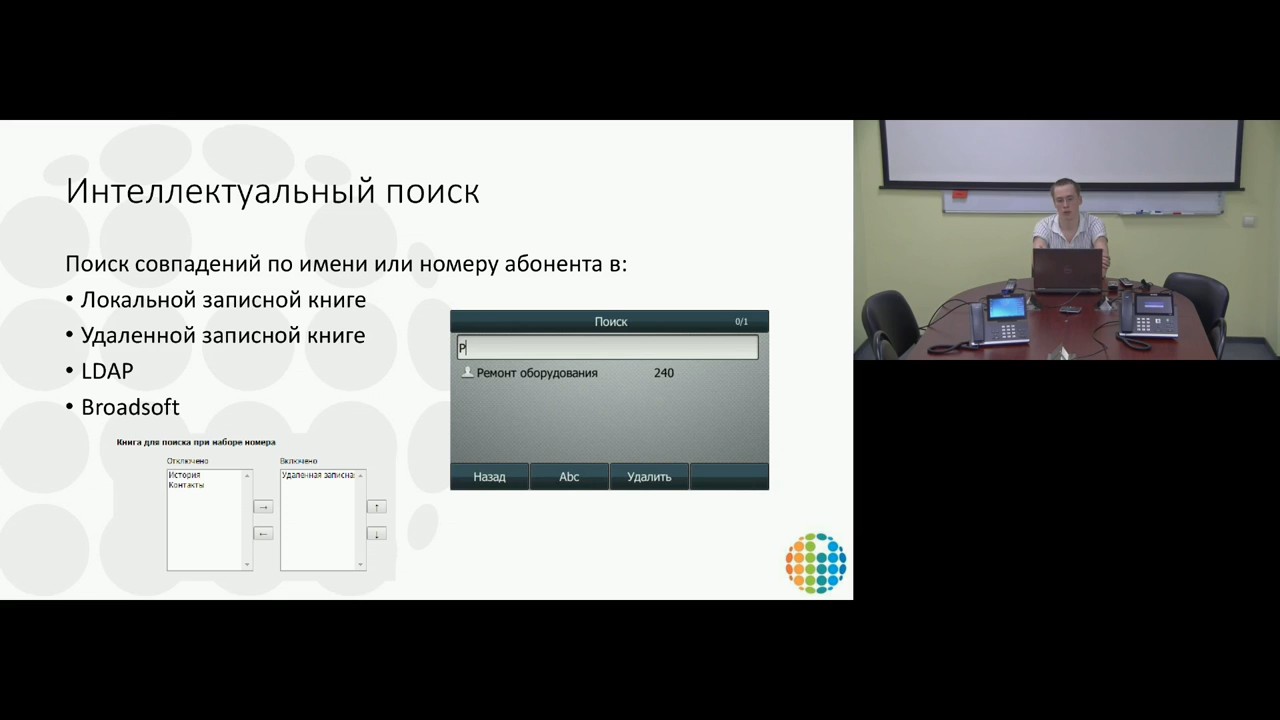 Интеллектуальный поиск
Поиск совпадений по имени или номеру абонента в:
• Локальной записной книге
• Удаленной записной книге
• LDAP
• Broadsoft
Книга для поиска при наборе номера
Отключено
Включено
История
Контакты
Удаленная записная
→
←
↑
↓
Поиск 0/1
Р
Ремонт оборудования 240
Назад Abc Удалить